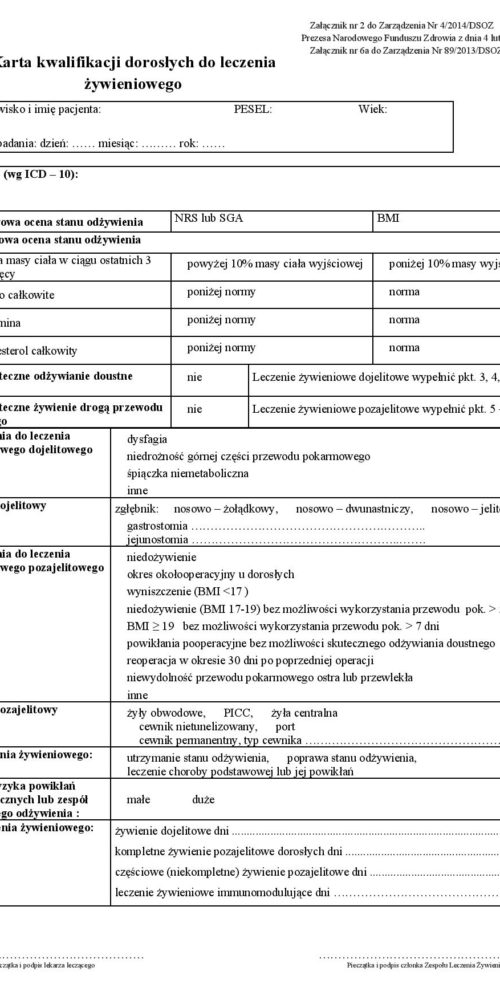 Załącznik nr 2 do Zarządzenia Nr 4/2014/DSOZ
Prezesa Narodowego Funduszu Zdrowia z dnia 4 lut
Załącznik nr 6a do Zarządzenia Nr 89/2013/DSOZ
Karta kwalifikacji dorosłych do leczenia
żywieniowego
wisko i imię pacjenta: PESEL: Wiek:
badania: dzień: …… miesiąc: ……… rok: ……
(wg ICD – 10):
owa ocena stanu odżywienia NRS lub SGA BMI
owa ocena stanu odżywienia
a masy ciała w ciągu ostatnich 3
ęcy
powyżej 10% masy ciała wyjściowej poniżej 10% masy wyjś
o całkowite poniżej normy norma
mina poniżej normy norma
esterol całkowity poniżej normy norma
teczne odżywianie doustne nie Leczenie żywieniowe dojelitowe wypełnić pkt. 3, 4,
teczne żywienie drogą przewodu
go
nie Leczenie żywieniowe pozajelitowe wypełnić pkt. 5
nia do leczenia
wego dojelitowego
dysfagia
niedrożność górnej części przewodu pokarmowego
śpiączka niemetaboliczna
inne
ojelitowy zgłębnik: nosowo – żołądkowy, nosowo – dwunastniczy, nosowo – jelit
gastrostomia ……………………………………………..
jejunostomia ……………………………………………
nia do leczenia
wego pozajelitowego
niedożywienie
okres okołooperacyjny u dorosłych
wyniszczenie (BMI <17 )
niedożywienie (BMI 17-19) bez możliwości wykorzystania przewodu pok. >
BMI ≥ 19 bez możliwości wykorzystania przewodu pok. > 7 dni
powikłania pooperacyjne bez możliwości skutecznego odżywiania doustnego
reoperacja w okresie 30 dni po poprzedniej operacji
niewydolność przewodu pokarmowego ostra lub przewlekła
inne
ozajelitowy żyły obwodowe, PICC, żyła centralna
cewnik nietunelizowany, port
cewnik permanentny, typ cewnika ……………………………………
nia żywieniowego: utrzymanie stanu odżywienia, poprawa stanu odżywienia,
leczenie choroby podstawowej lub jej powikłań
yzyka powikłań
cznych lub zespół
ego odżywienia :
małe duże
enia żywieniowego: żywienie dojelitowe dni ...............................................................
kompletne żywienie pozajelitowe dorosłych dni ......................................
częściowe (niekompletne) żywienie pozajelitowe dni ..............................
leczenie żywieniowe immunomodulujące dni ……………………………
……………………………………… ……………………………………………
czątka i podpis lekarza leczącego Pieczątka i podpis członka Zespołu Leczenia Żywieni